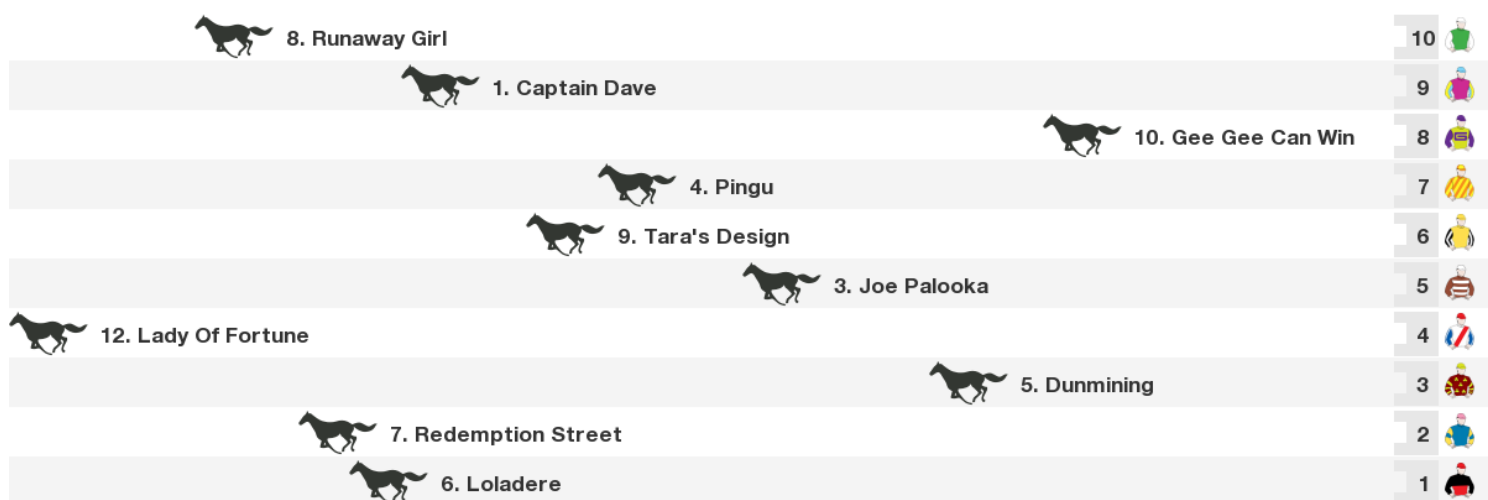 8. Runaway Girl 10
1. Captain Dave 9
10. Gee Gee Can Win 8
4. Pingu 7
9. Tara's Design 6
3. Joe Palooka 5
12. Lady Of Fortune 4
5. Dunmining 3
7. Redemption Street 2
6. Loladere 1